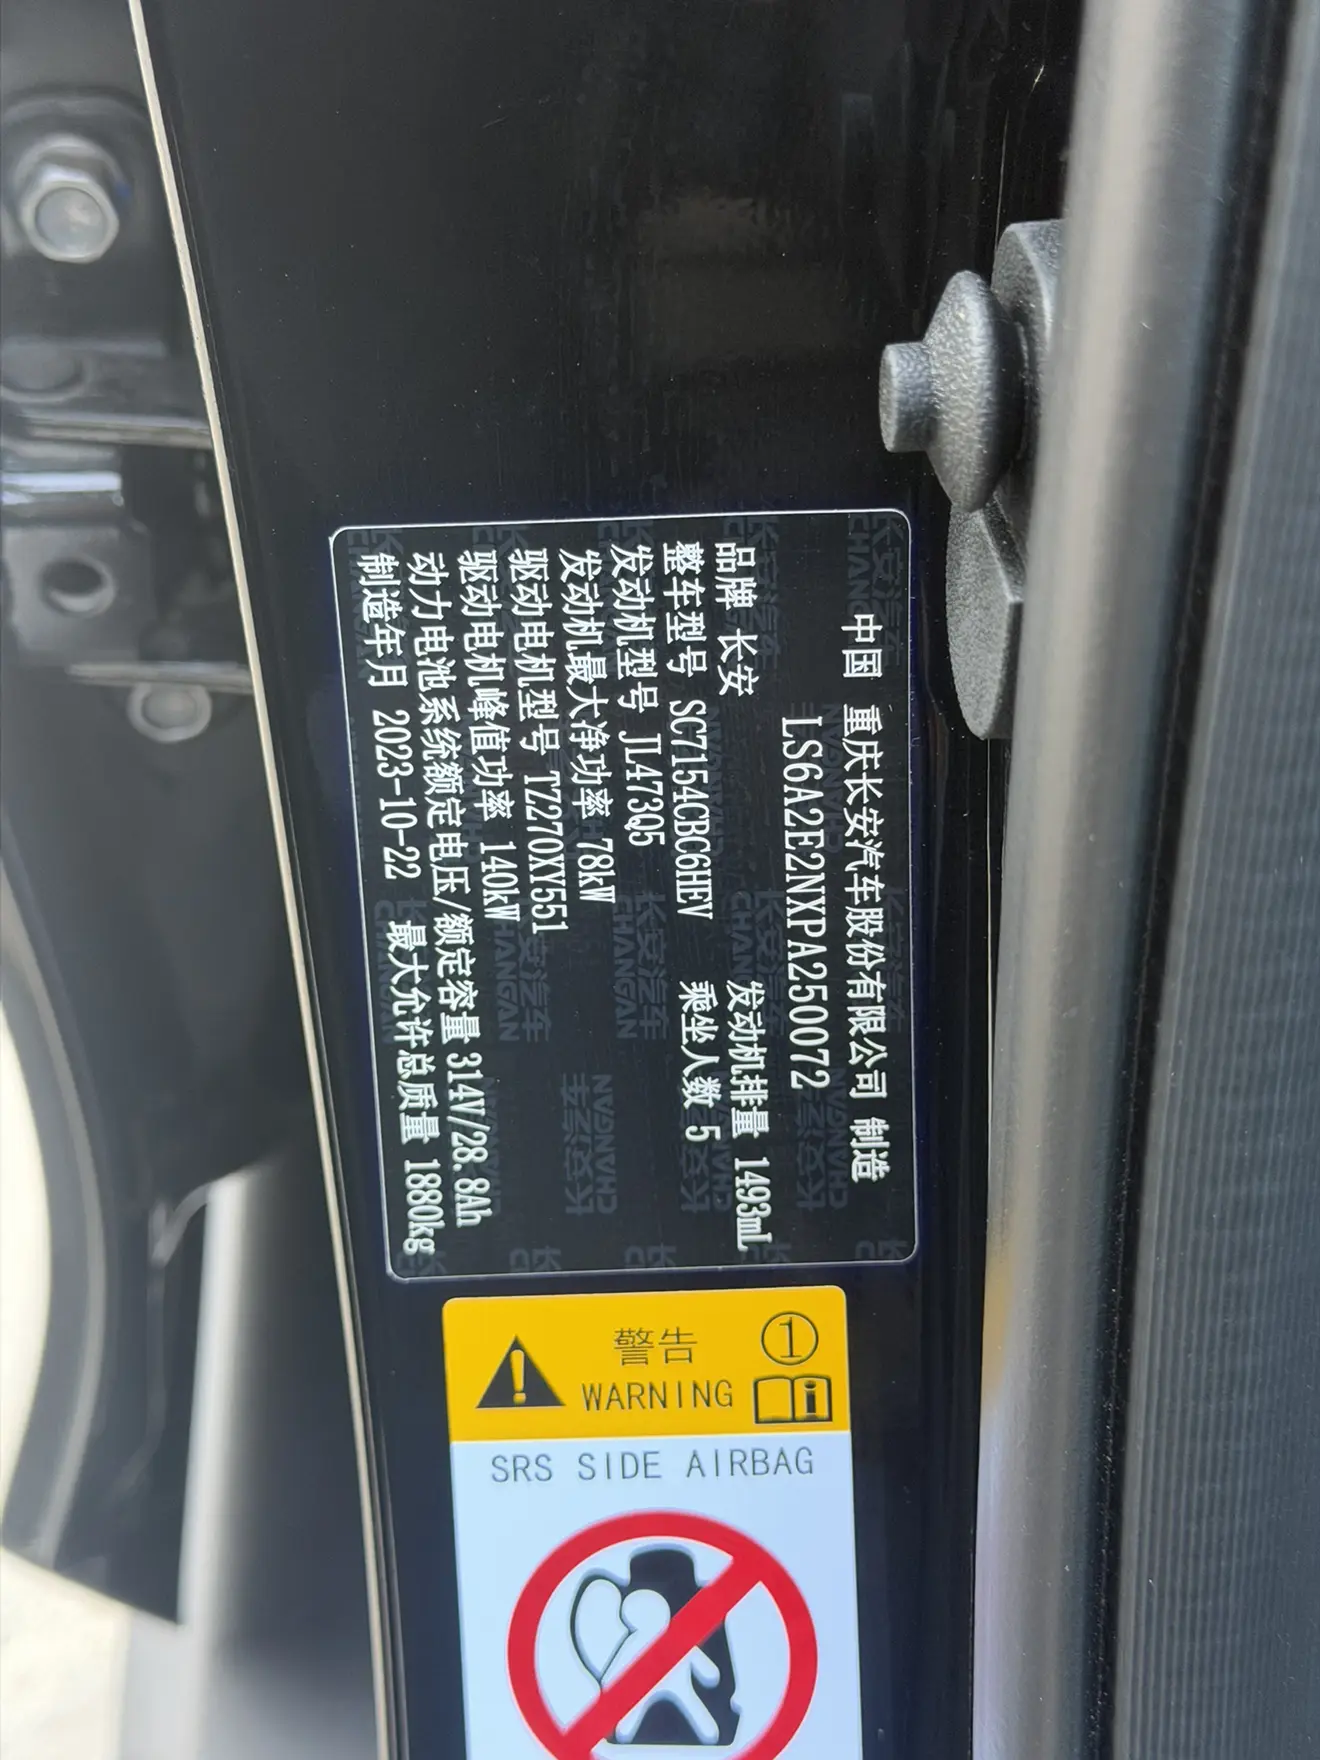 中国 重庆长安汽车股份有限公司 制造
LS6A2E2NXPA250072
品牌 长安 发动机排量 1493mL
整车型号 SC7154CBC6HEV 乘坐人数 5
发动机型号 JL473Q5
发动机最大净功率 78kW
驱动电机型号 TZ270XY551
驱动电机峰值功率 140kW
动力电池系统额定电压/额定容量 314V/28.8Ah
制造年月 2023-10-22 最大允许总质量 1880kg
警告 1
WARNING
SRS SIDE AIRBAG